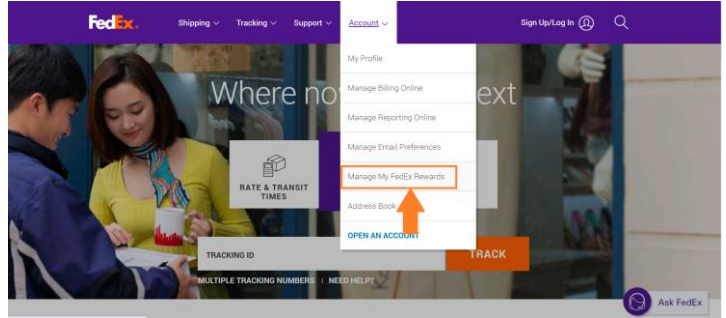 FedEx.
Shipping
Tracking
Support
Account
Sign Up/Log In
My Profile
Manage Billing Online
Manage Reporting Online
Manage Email Preferences
Manage My FedEx Rewards
Address Book
OPEN AN ACCOUNT
Where no
ext
RATE & TRANSIT
TIMES
TRACKING ID
TRACK
MULTIPLE TRACKING NUMBERS | NEED HELP?
Ask FedEx